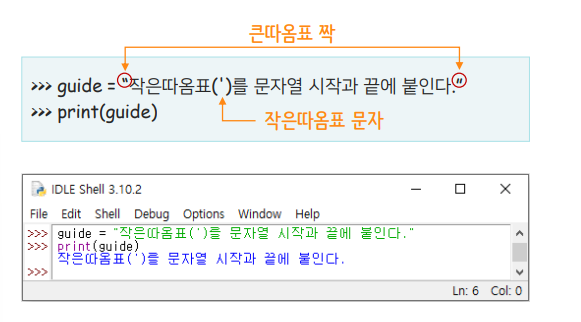 큰따옴표 짝
>>> guide = "작은따옴표(')를 문자열 시작과 끝에 붙인다."
>>> print(guide)
작은따옴표 문자
IDLE Shell 3.10.2
File Edit Shell Debug Options Window Help
>>> guide = "작은따옴표(')를 문자열 시작과 끝에 붙인다."
>>> print(guide)
작은따옴표(')를 문자열 시작과 끝에 붙인다.
>>>
Ln: 6 Col: 0